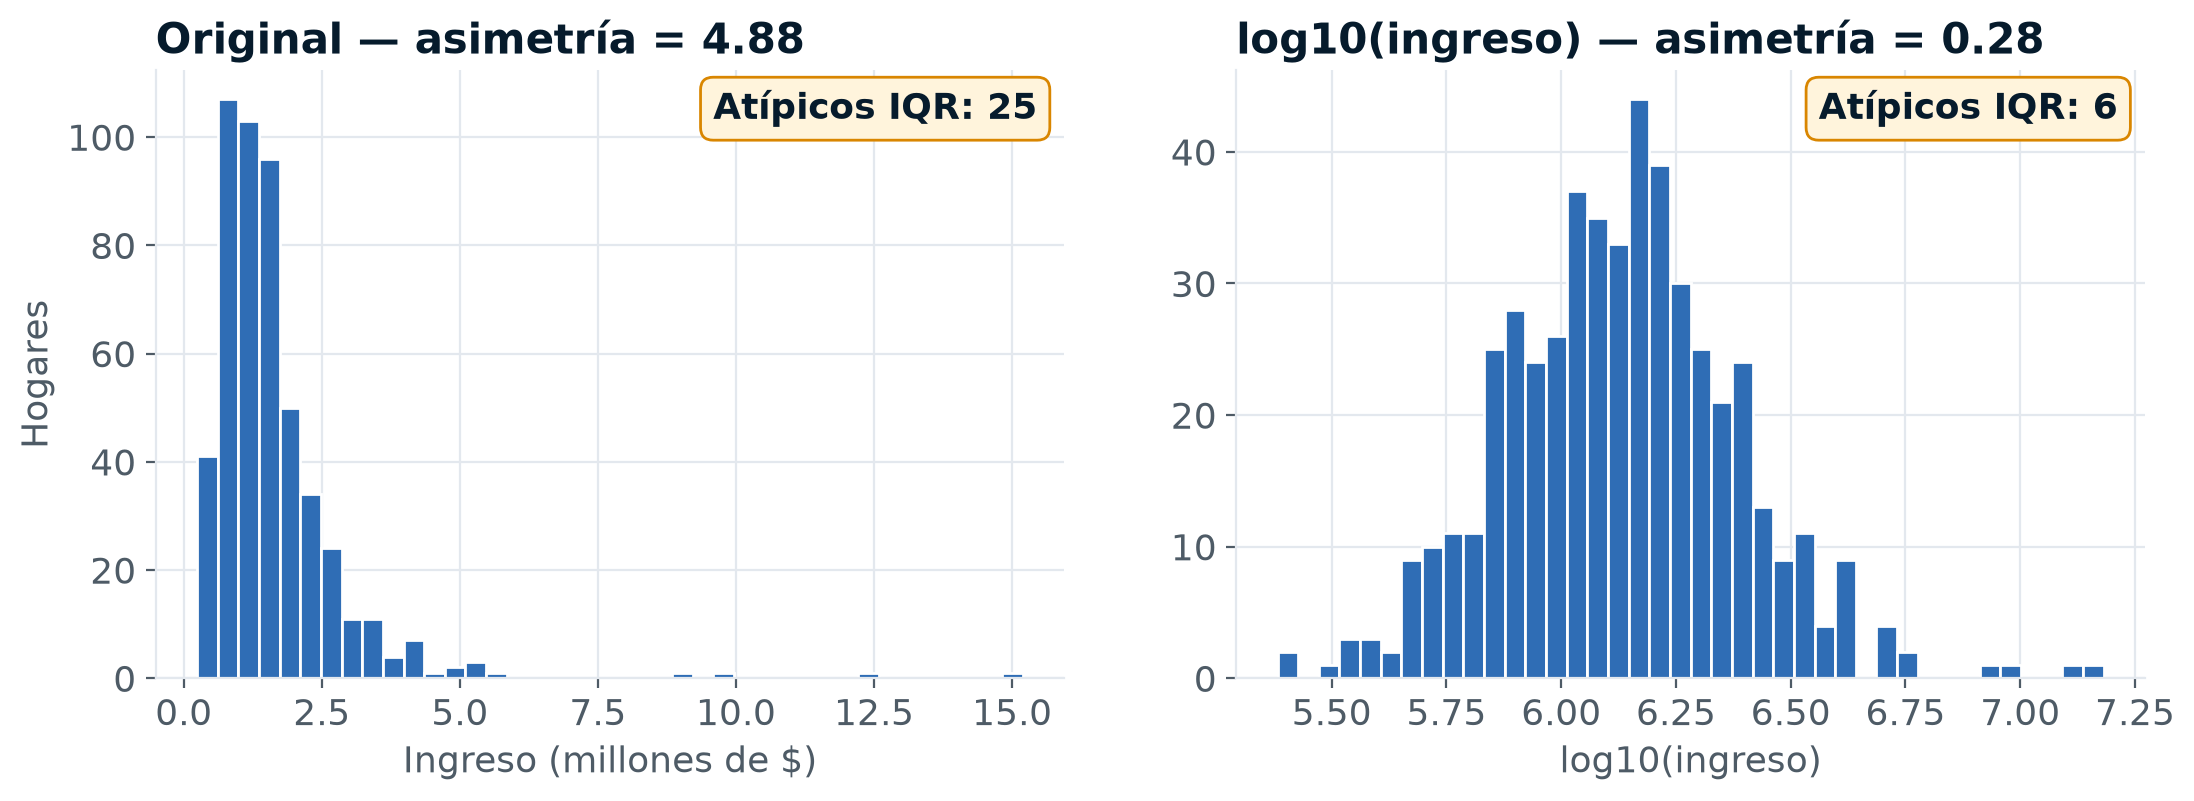 Original — asimetría = 4.88
Atípicos IQR: 25
100
80
60
40
20
0
Hogares
0.0 2.5 5.0 7.5 10.0 12.5 15.0
Ingreso (millones de $)
log10(ingreso) — asimetría = 0.28
Atípicos IQR: 6
40
30
20
10
0
5.50 5.75 6.00 6.25 6.50 6.75 7.00 7.25
log10(ingreso)